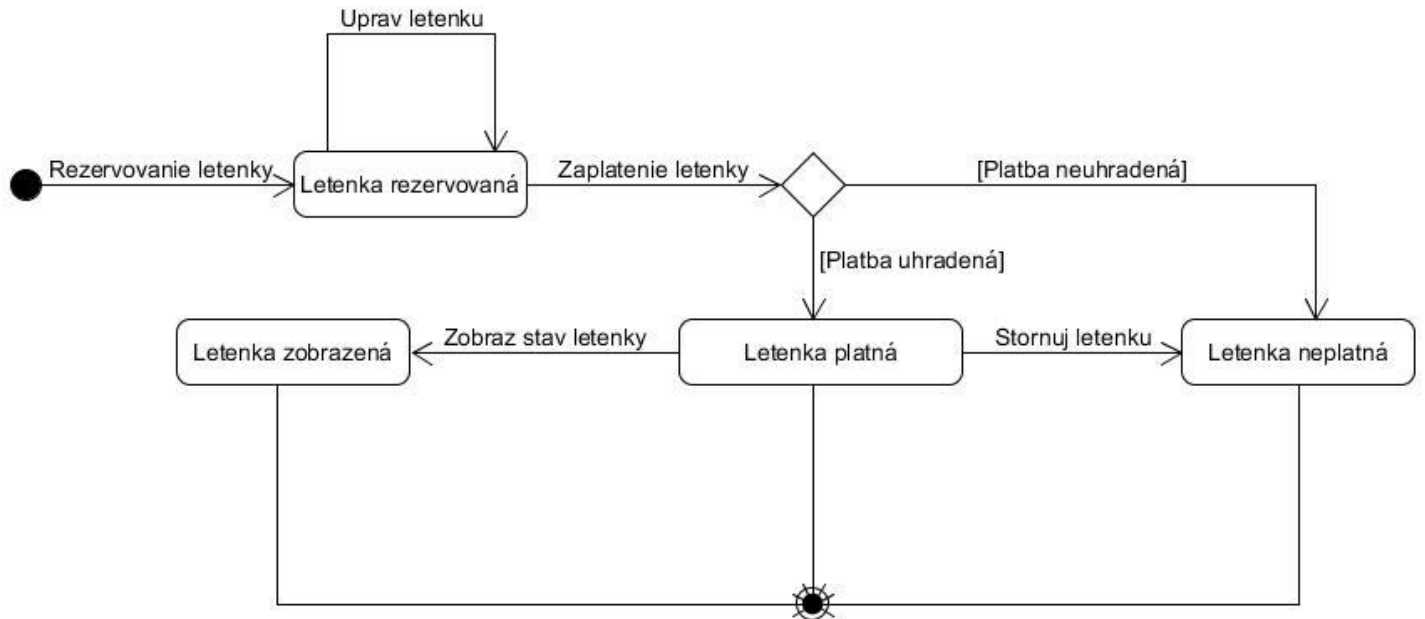 Uprav letenku
Rezervovanie letenky
Letenka rezervovaná
Zaplatenie letenky
[Platba neuhradená]
[Platba uhradená]
Letenka zobrazená
Zobraz stav letenky
Letenka platná
Stornuj letenku
Letenka neplatná